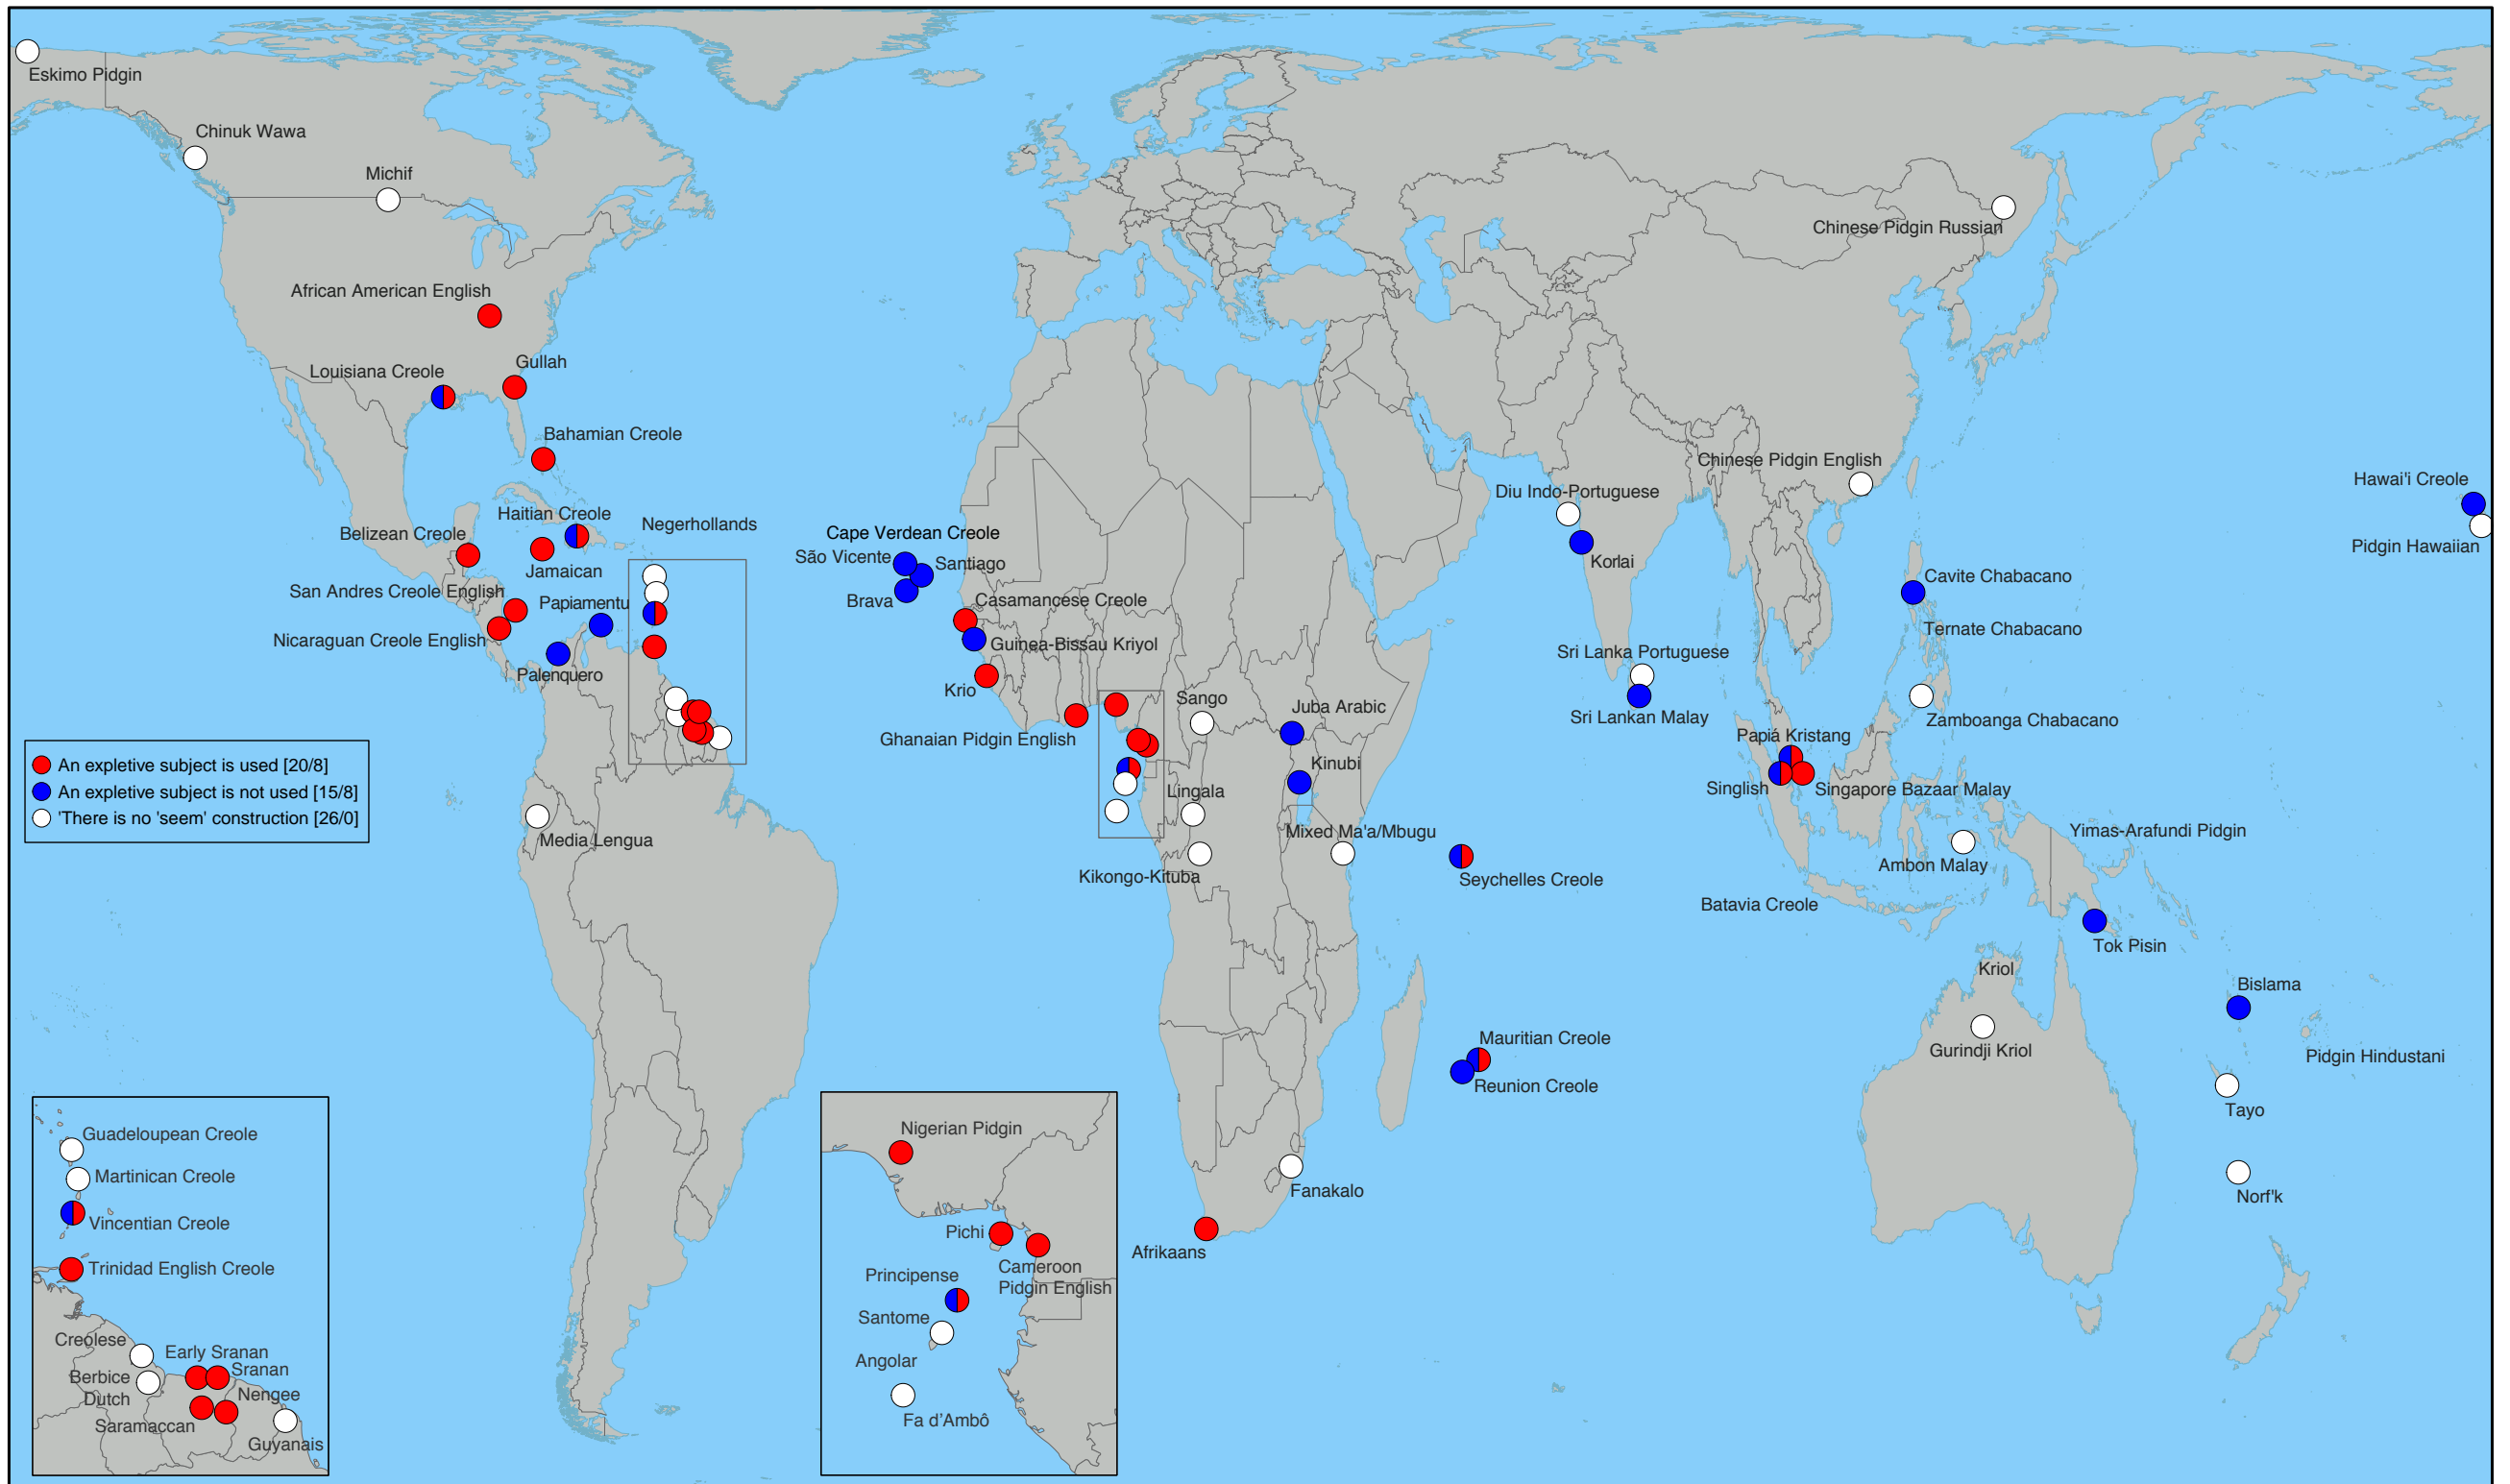 Eskimo Pidgin
Chinuk Wawa
Michif
Chinese Pidgin Russian
African American English
Gullah
Louisiana Creole
Bahamian Creole
Chinese Pidgin English
Hawai'i Creole
Diu Indo-Portuguese
Haitian Creole
Negerhollands
Belizean Creole
Cape Verdean Creole
São Vicente
Santiago
Pidgin Hawaiian
Korlai
Jamaican
Cavite Chabacano
San Andres Creole English
Papiamentu
Brava
Casamancese Creole
Ternate Chabacano
Nicaraguan Creole English
Guinea-Bissau Kriyol
Sri Lanka Portuguese
Palenquero
Krio
Sango
Juba Arabic
Sri Lankan Malay
Zamboanga Chabacano
Ghanaian Pidgin English
Papiá Kristang
An expletive subject is used [20/8]
An expletive subject is not used [15/8]
'There is no 'seem' construction [26/0]
Kinubi
Lingala
Singlish
Singapore Bazaar Malay
Media Lengua
Mixed Ma'a/Mbugu
Yimas-Arafundi Pidgin
Ambon Malay
Kikongo-Kituba
Seychelles Creole
Batavia Creole
Tok Pisin
Kriol
Bislama
Mauritian Creole
Gurindji Kriol
Pidgin Hindustani
Reunion Creole
Tayo
Fanakalo
Norf'k
Afrikaans
Guadeloupean Creole
Martinican Creole
Vincentian Creole
Trinidad English Creole
Creolese
Early Sranan
Sranan
Berbice
Dutch
Nengee
Saramaccan
Guyanais
Nigerian Pidgin
Pichi
Cameroon
Pidgin English
Principense
Santome
Angolar
Fa d'Ambô